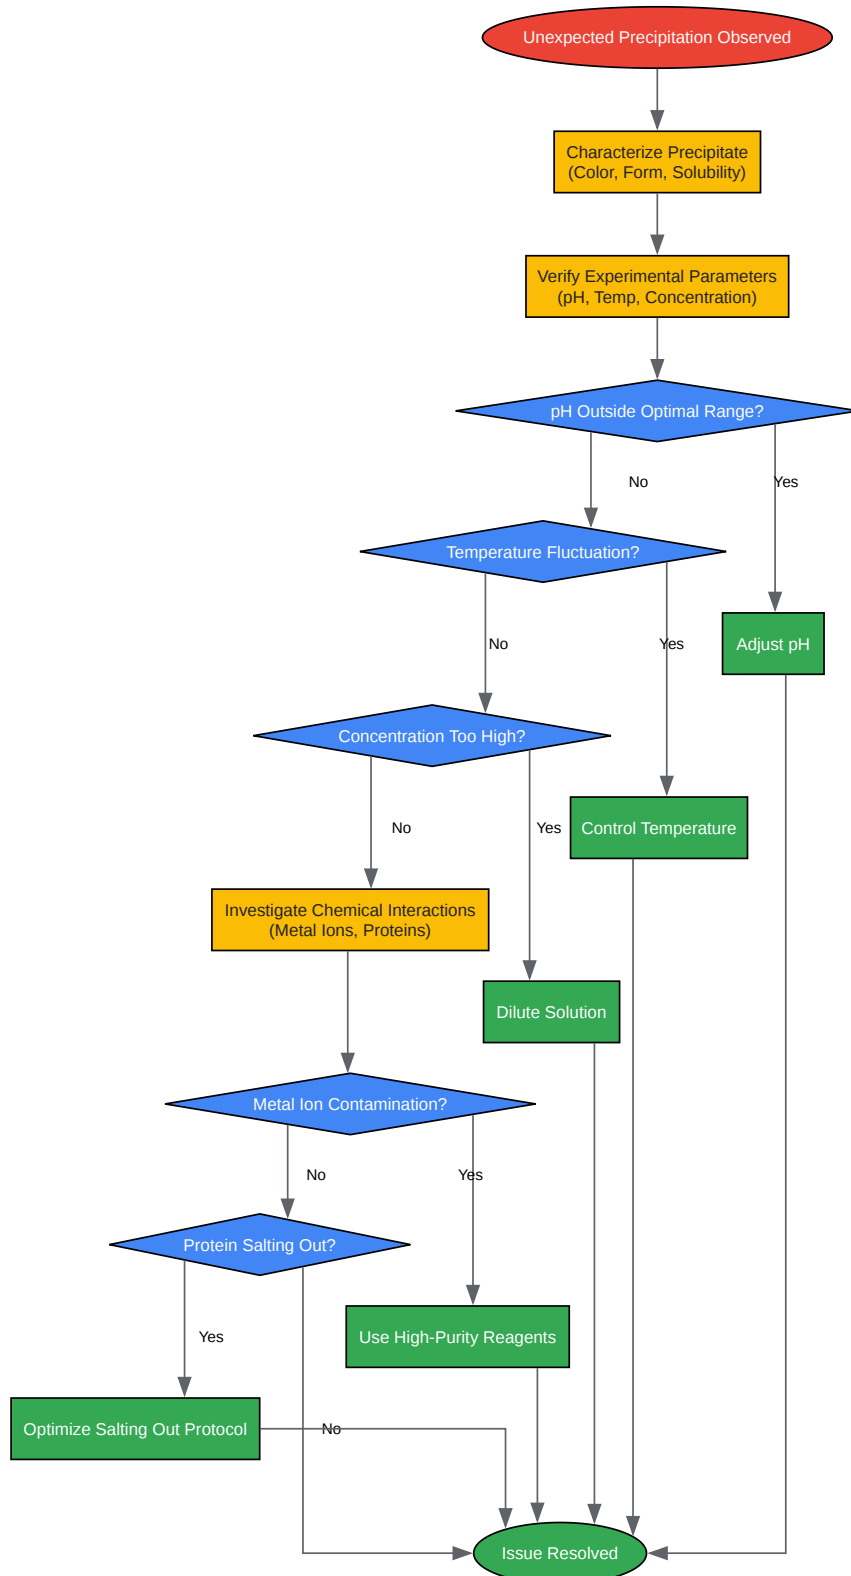 Unexpected Precipitation Observed
Characterize Precipitate
(Color, Form, Solubility)
Verify Experimental Parameters
(pH, Temp, Concentration)
pH Outside Optimal Range?
No
Yes
Temperature Fluctuation?
No
Yes
Adjust pH
Concentration Too High?
No
Yes
Control Temperature
Investigate Chemical Interactions
(Metal Ions, Proteins)
Dilute Solution
Metal Ion Contamination?
No
Yes
Protein Salting Out?
Yes
Use High-Purity Reagents
Optimize Salting Out Protocol
No
Issue Resolved